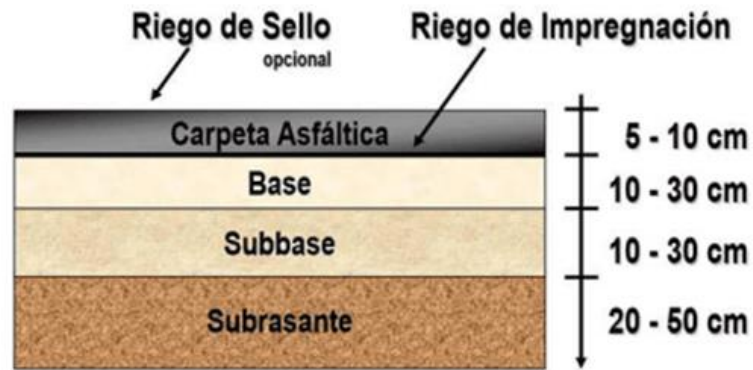 Riego de Sello
opcional
Riego de Impregnación
Carpeta Asfáltica
5 - 10 cm
Base
10 - 30 cm
Subbase
10 - 30 cm
Subrasante
20 - 50 cm